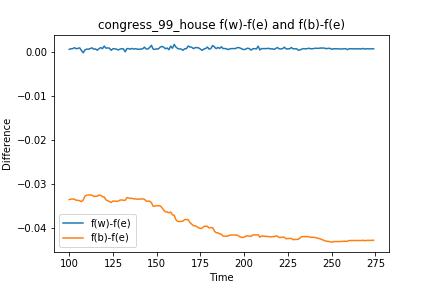 congress_99_house f(w)-f(e) and f(b)-f(e)
0.00
−0.01
−0.02
−0.03
−0.04
Difference
f(w)-f(e)
f(b)-f(e)
100
125
150
175
200
225
250
275
Time